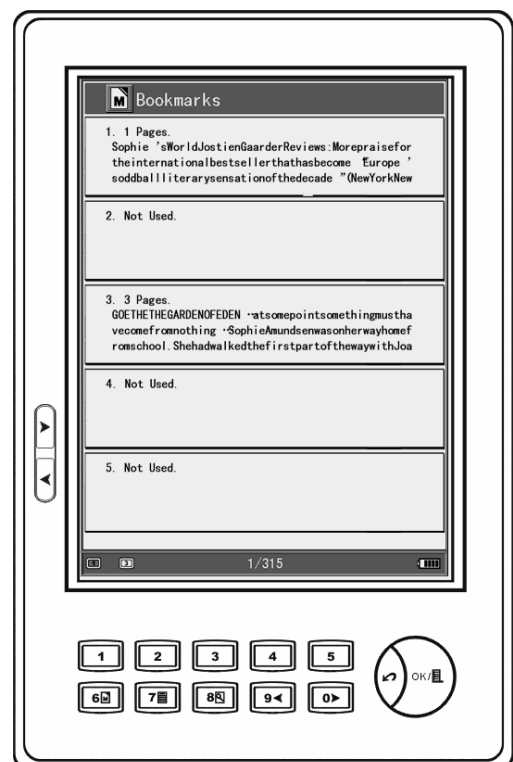 M Bookmarks
1. 1 Pages.
Sophie 'sWorldJostienGaarderReviews:Morepraisefor
theinternationalbestsellerthathasbecome “Europe '
soddballliterarysensationofthedecade ”(NewYorkNew
2. Not Used.
3. 3 Pages.
GOETHETHEGARDENOFEDEN ··atsomepointsomethingmustha
vecomefromnothing ··SophieAmundsenwasonherwayhomef
romschool.ShehadwalkedthefirstpartofthewaywithJoa
4. Not Used.
5. Not Used.
1/315
1 2 3 4 5
6 7 8 9 0
OK/